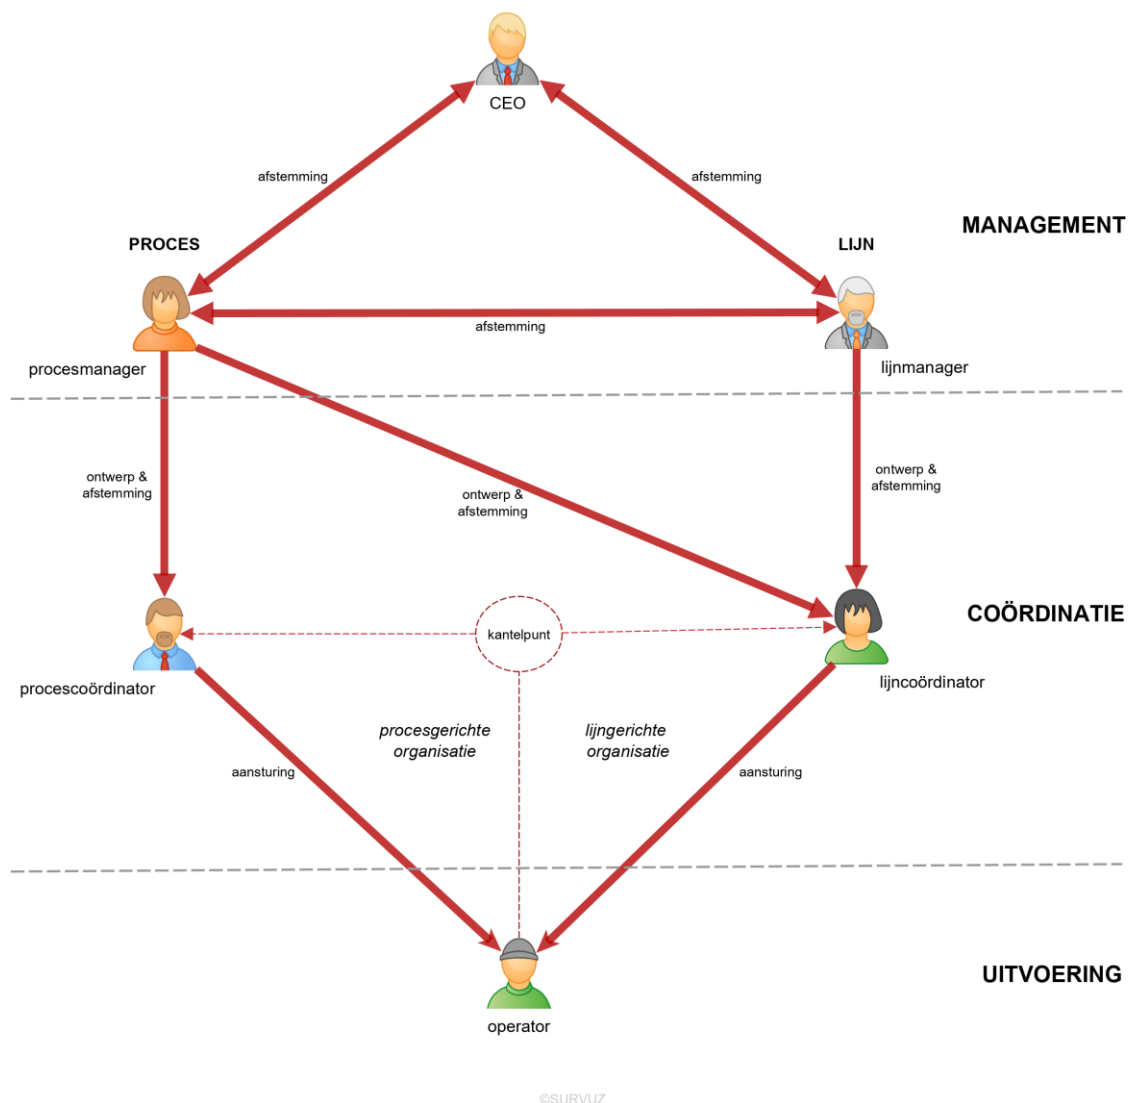 CEO
afstemming
afstemming
MANAGEMENT
PROCES
LIJN
afstemming
procesmanager
lijnmanager
ontwerp &
afstemming
ontwerp &
afstemming
ontwerp &
afstemming
COÖRDINATIE
kantelpunt
procescoördinator
lijncoördinator
procesgerichte
organisatie
lijngerichte
organisatie
aansturing
aansturing
UITVOERING
operator
©SURVUZ